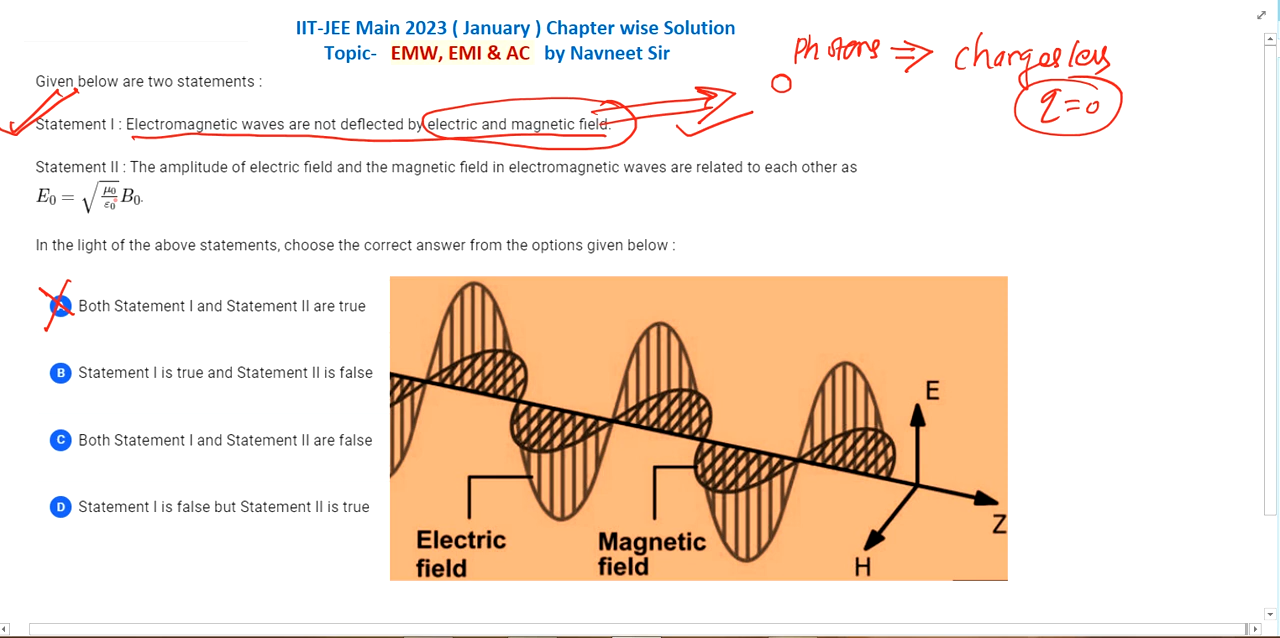 IIT-JEE Main 2023 ( January ) Chapter wise Solution
Topic- EMW, EMI & AC by Navneet Sir
Photons ⇒ chargeless
q=0
Given below are two statements :
Statement I : Electromagnetic waves are not deflected by electric and magnetic field.
Statement II : The amplitude of electric field and the magnetic field in electromagnetic waves are related to each other as
E₀ = √(μ₀/ε₀) B₀.
In the light of the above statements, choose the correct answer from the options given below :
A Both Statement I and Statement II are true
B Statement I is true and Statement II is false
C Both Statement I and Statement II are false
D Statement I is false but Statement II is true
E
Z
H
Electric
field
Magnetic
field